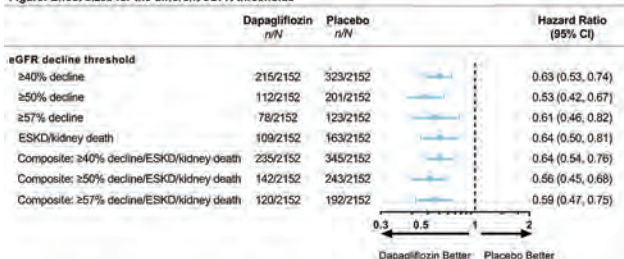 Dapagliflozin Placebo Hazard Ratio
n/N n/N (95% CI)
eGFR decline threshold
≥40% decline 215/2152 323/2152 0.63 (0.53, 0.74)
≥50% decline 112/2152 201/2152 0.53 (0.42, 0.67)
≥57% decline 78/2152 123/2152 0.61 (0.46, 0.82)
ESKD/kidney death 109/2152 163/2152 0.64 (0.50, 0.81)
Composite: ≥40% decline/ESKD/kidney death 235/2152 345/2152 0.64 (0.54, 0.76)
Composite: ≥50% decline/ESKD/kidney death 142/2152 243/2152 0.56 (0.45, 0.68)
Composite: ≥57% decline/ESKD/kidney death 120/2152 192/2152 0.59 (0.47, 0.75)
0.3 0.5 1 2
Dapagliflozin Better Placebo Better